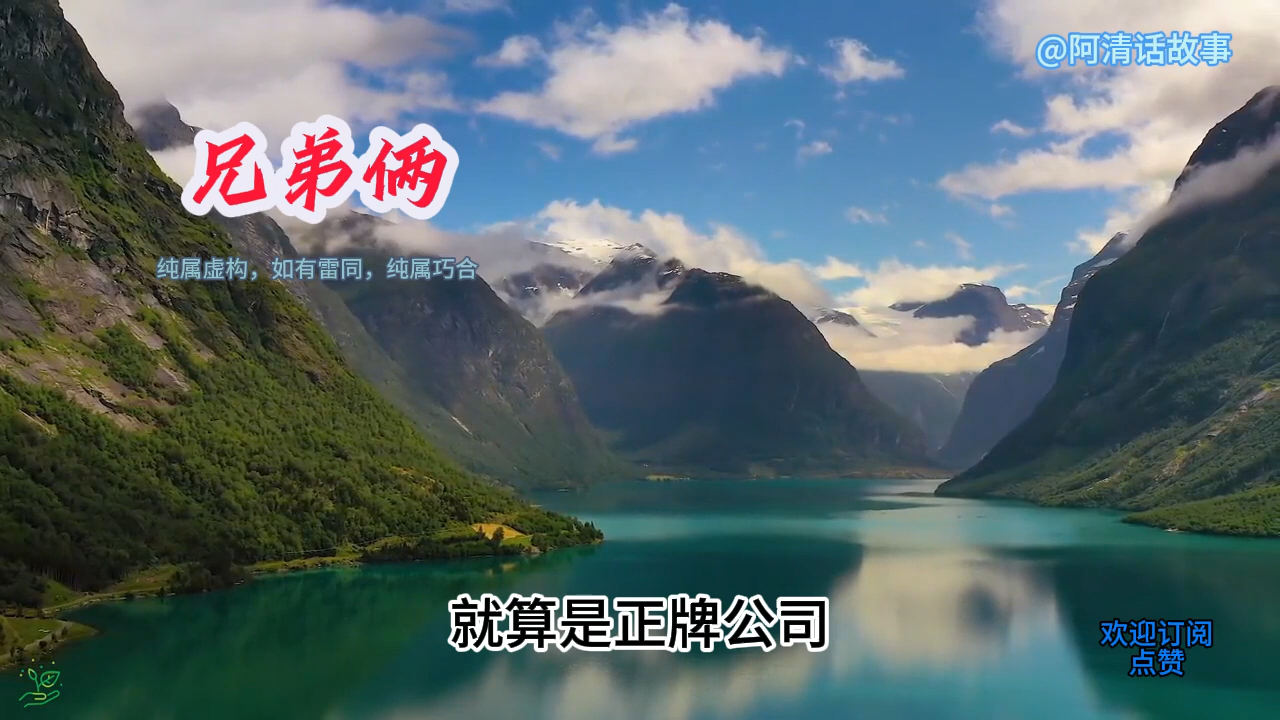 @阿清话故事
兄弟俩
纯属虚构，如有雷同，纯属巧合
就算是正牌公司
欢迎订阅
点赞